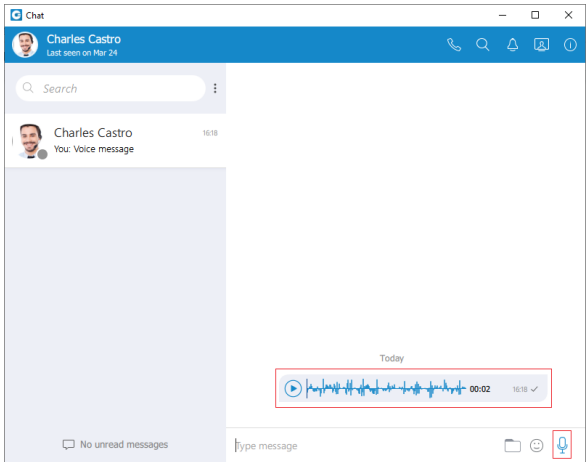 Chat
Charles Castro
Last seen on Mar 24
Search
Charles Castro 16:18
You: Voice message
Today
00:02 16:18
No unread messages
Type message